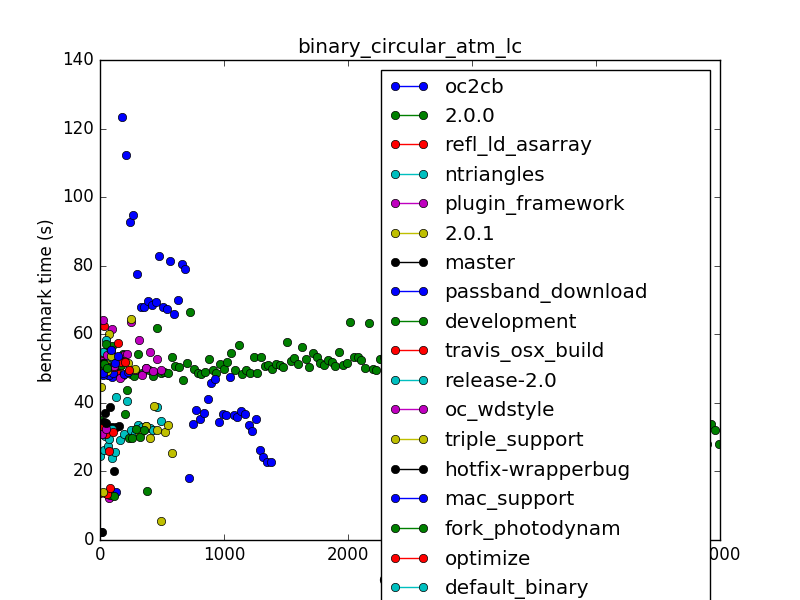 binary_circular_atm_lc
benchmark time (s)
140
120
100
80
60
40
20
0
0
1000
2000
000
oc2cb
2.0.0
refl_ld_asarray
ntriangles
plugin_framework
2.0.1
master
passband_download
development
travis_osx_build
release-2.0
oc_wdstyle
triple_support
hotfix-wrapperbug
mac_support
fork_photodynam
optimize
default_binary